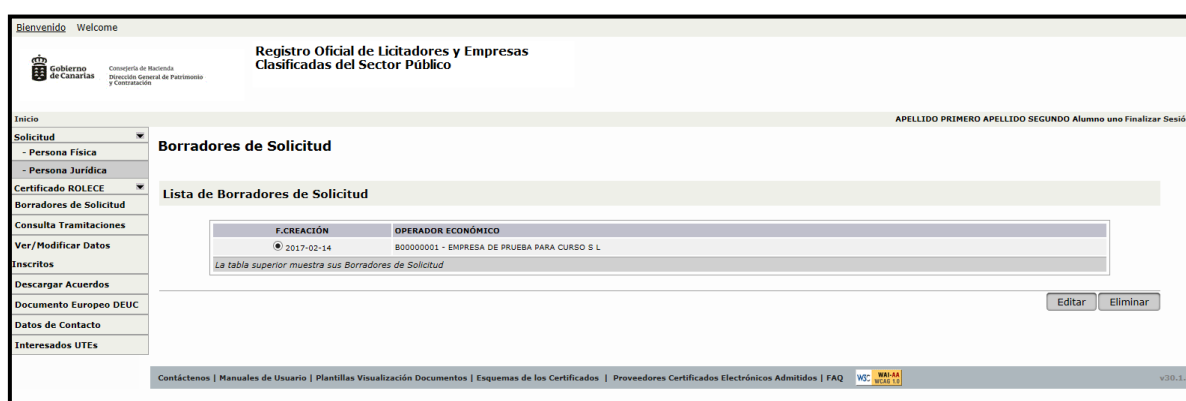 Bienvenido Welcome
Gobierno de Canarias
Consejería de Hacienda
Dirección General de Patrimonio
y Contratación
Registro Oficial de Licitadores y Empresas
Clasificadas del Sector Público
Inicio
APELLIDO PRIMERO APELLIDO SEGUNDO Alumno uno Finalizar Sesió
Solicitud
- Persona Física
- Persona Jurídica
Certificado ROLECE
Borradores de Solicitud
Consulta Tramitaciones
Ver/Modificar Datos
Inscritos
Descargar Acuerdos
Documento Europeo DEUC
Datos de Contacto
Interesados UTEs
Borradores de Solicitud
Lista de Borradores de Solicitud
F.CREACIÓN OPERADOR ECONÓMICO
2017-02-14 B00000001 - EMPRESA DE PRUEBA PARA CURSO S L
La tabla superior muestra sus Borradores de Solicitud
Editar Eliminar
Contáctenos | Manuales de Usuario | Plantillas Visualización Documentos | Esquemas de los Certificados | Proveedores Certificados Electrónicos Admitidos | FAQ
W3C WAI-AA WCAG 1.0
v30.1.